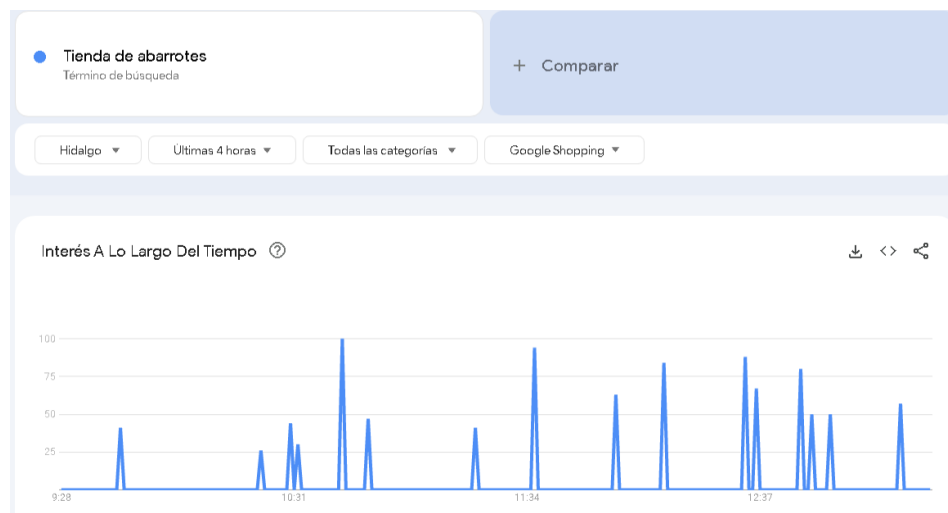 Tienda de abarrotes
Término de búsqueda
+ Comparar
Hidalgo
Últimas 4 horas
Todas las categorías
Google Shopping
Interés A Lo Largo Del Tiempo
100
75
50
25
9:28 10:31 11:34 12:37